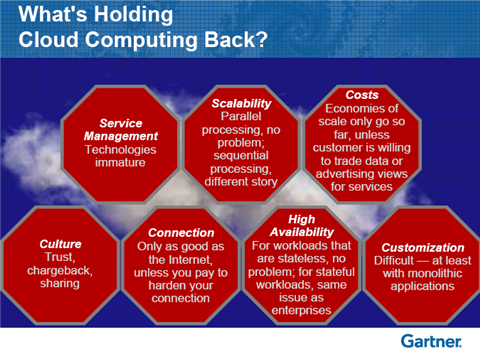 What's Holding
Cloud Computing Back?
Service
Management
Technologies
immature
Scalability
Parallel
processing, no
problem;
sequential
processing,
different story
Costs
Economies of
scale only go so
far, unless
customer is willing
to trade data or
advertising views
for services
Culture
Trust,
chargeback,
sharing
Connection
Only as good as
the Internet,
unless you pay to
harden your
connection
High
Availability
For workloads that
are stateless, no
problem; for stateful
workloads, same
issue as
enterprises
Customization
Difficult — at least
with monolithic
applications
Gartner.